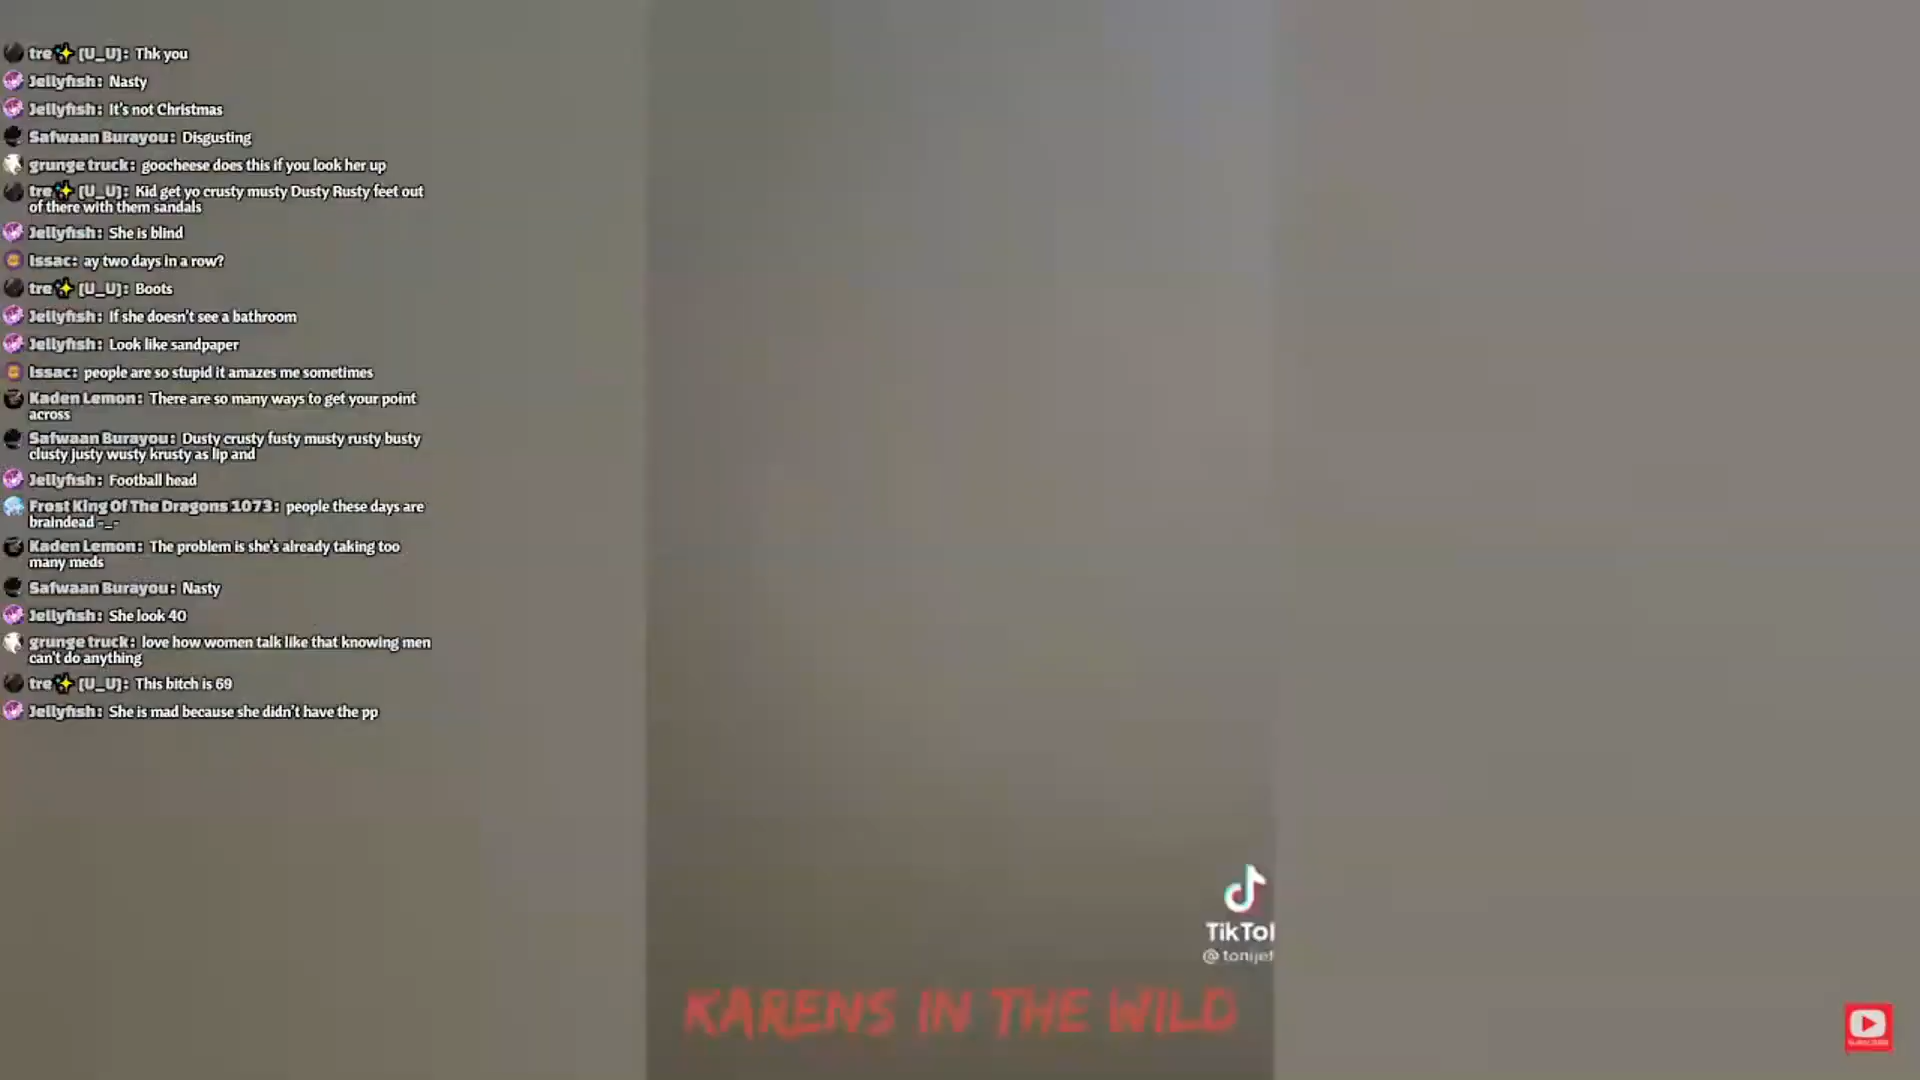 tre✨ [U_U]: Thk you
Jellyfish: Nasty
Jellyfish: It's not Christmas
Safwaan Burayou: Disgusting
grunge truck: goocheese does this if you look her up
tre✨ [U_U]: Kid get yo crusty musty Dusty Rusty feet out
of there with them sandals
Jellyfish: She is blind
Issac: ay two days in a row?
tre✨ [U_U]: Boots
Jellyfish: If she doesn't see a bathroom
Jellyfish: Look like sandpaper
Issac: people are so stupid it amazes me sometimes
Kaden Lemon: There are so many ways to get your point
across
Safwaan Burayou: Dusty crusty fusty musty rusty busty
clusty justy wusty krusty as lip and
Jellyfish: Football head
Frost King Of The Dragons 1073: people these days are
braindead -_-
Kaden Lemon: The problem is she's already taking too
many meds
Safwaan Burayou: Nasty
Jellyfish: She look 40
grunge truck: love how women talk like that knowing men
can't do anything
tre✨ [U_U]: This bitch is 69
Jellyfish: She is mad because she didn't have the pp
TikTol
@tonijef
KARENS IN THE WILD
SUBSCRIBE